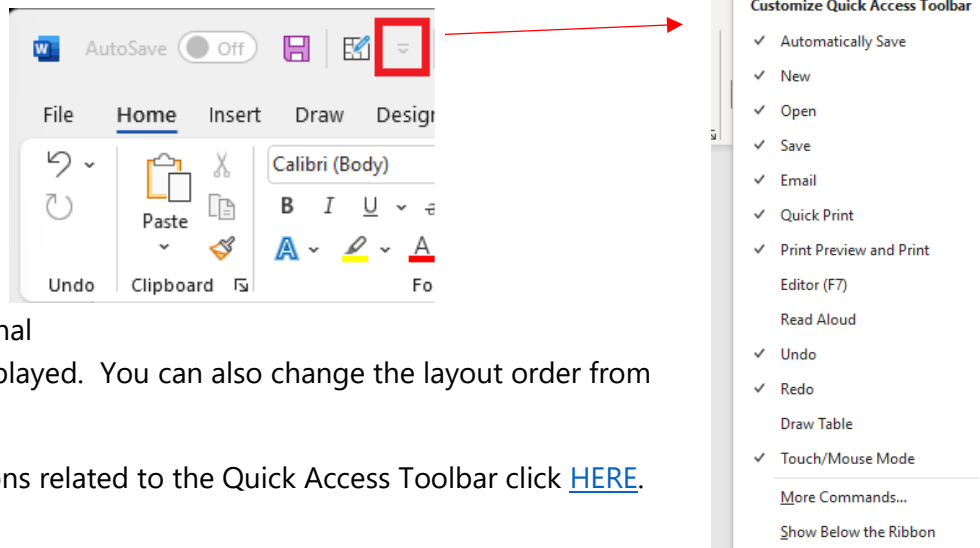 W AutoSave Off
File Home Insert Draw Desig
Calibri (Body)
Paste
B I U
A A
Undo Clipboard Fo
nal
played. You can also change the layout order from
ns related to the Quick Access Toolbar click HERE.
Customize Quick Access Toolbar
Automatically Save
New
Open
Save
Email
Quick Print
Print Preview and Print
Editor (F7)
Read Aloud
Undo
Redo
Draw Table
Touch/Mouse Mode
More Commands...
Show Below the Ribbon